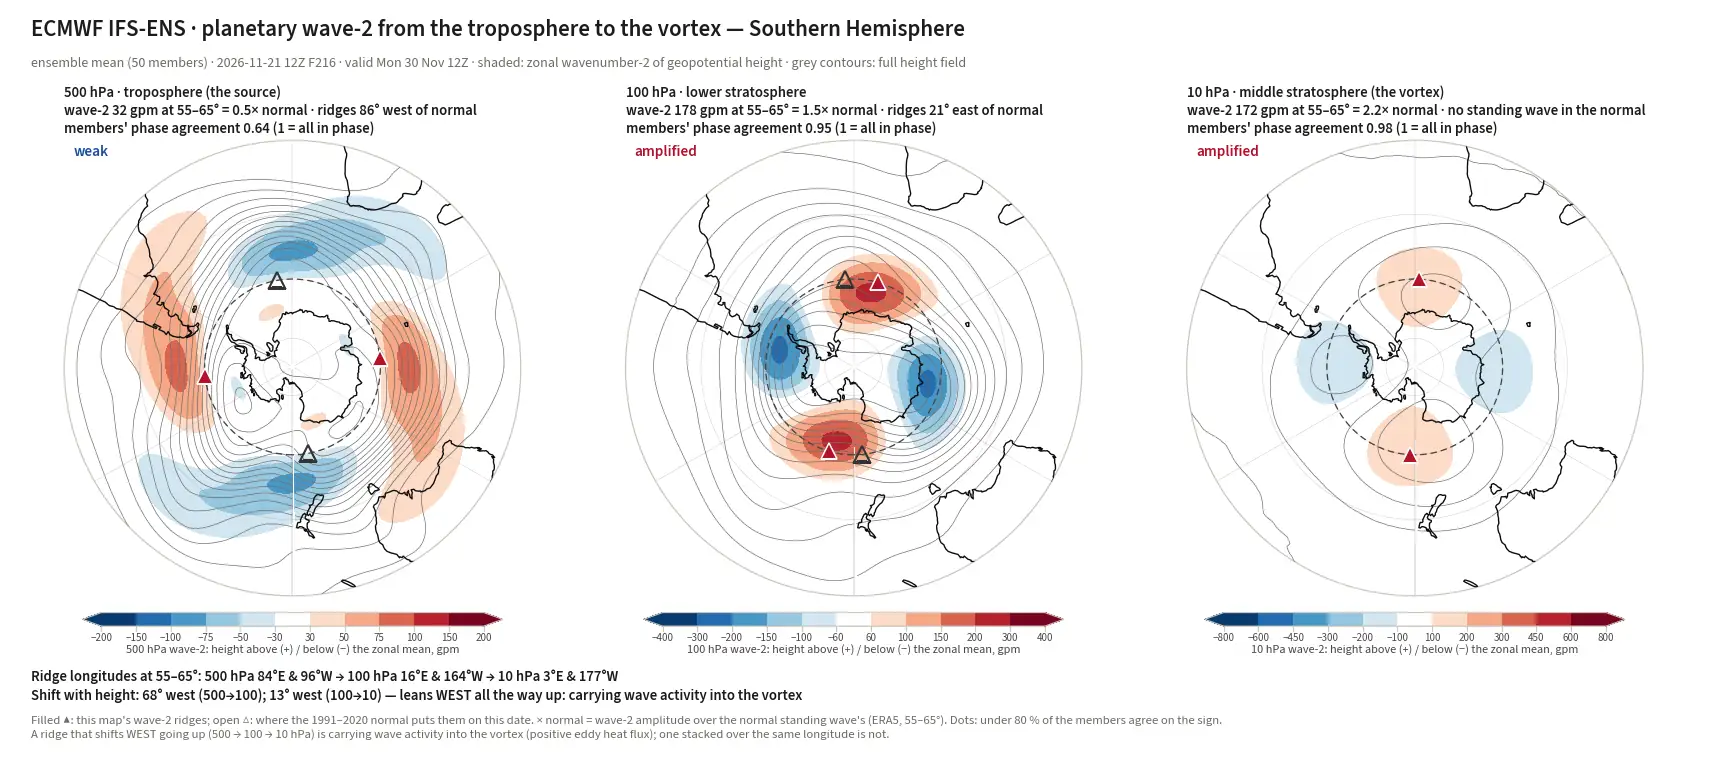 ECMWF IFS-ENS · planetary wave-2 from the troposphere to the vortex — Southern Hemisphere
ensemble mean (50 members) · 2026-11-21 12Z F216 · valid Mon 30 Nov 12Z · shaded: zonal wavenumber-2 of geopotential height · grey contours: full height field
500 hPa · troposphere (the source)
wave-2 32 gpm at 55–65° = 0.5× normal · ridges 86° west of normal
members' phase agreement 0.64 (1 = all in phase)
weak
100 hPa · lower stratosphere
wave-2 178 gpm at 55–65° = 1.5× normal · ridges 21° east of normal
members' phase agreement 0.95 (1 = all in phase)
amplified
10 hPa · middle stratosphere (the vortex)
wave-2 172 gpm at 55–65° = 2.2× normal · no standing wave in the normal
members' phase agreement 0.98 (1 = all in phase)
amplified
−200 −150 −100 −75 −50 −30 30 50 75 100 150 200
500 hPa wave-2: height above (+) / below (−) the zonal mean, gpm
−400 −300 −200 −150 −100 −60 60 100 150 200 300 400
100 hPa wave-2: height above (+) / below (−) the zonal mean, gpm
−800 −600 −450 −300 −200 −100 100 200 300 450 600 800
10 hPa wave-2: height above (+) / below (−) the zonal mean, gpm
Ridge longitudes at 55–65°: 500 hPa 84°E & 96°W → 100 hPa 16°E & 164°W → 10 hPa 3°E & 177°W
Shift with height: 68° west (500→100); 13° west (100→10) — leans WEST all the way up: carrying wave activity into the vortex
Filled ▲: this map's wave-2 ridges; open △: where the 1991–2020 normal puts them on this date. × normal = wave-2 amplitude over the normal standing wave's (ERA5, 55–65°). Dots: under 80 % of the members agree on the sign.
A ridge that shifts WEST going up (500 → 100 → 10 hPa) is carrying wave activity into the vortex (positive eddy heat flux); one stacked over the same longitude is not.